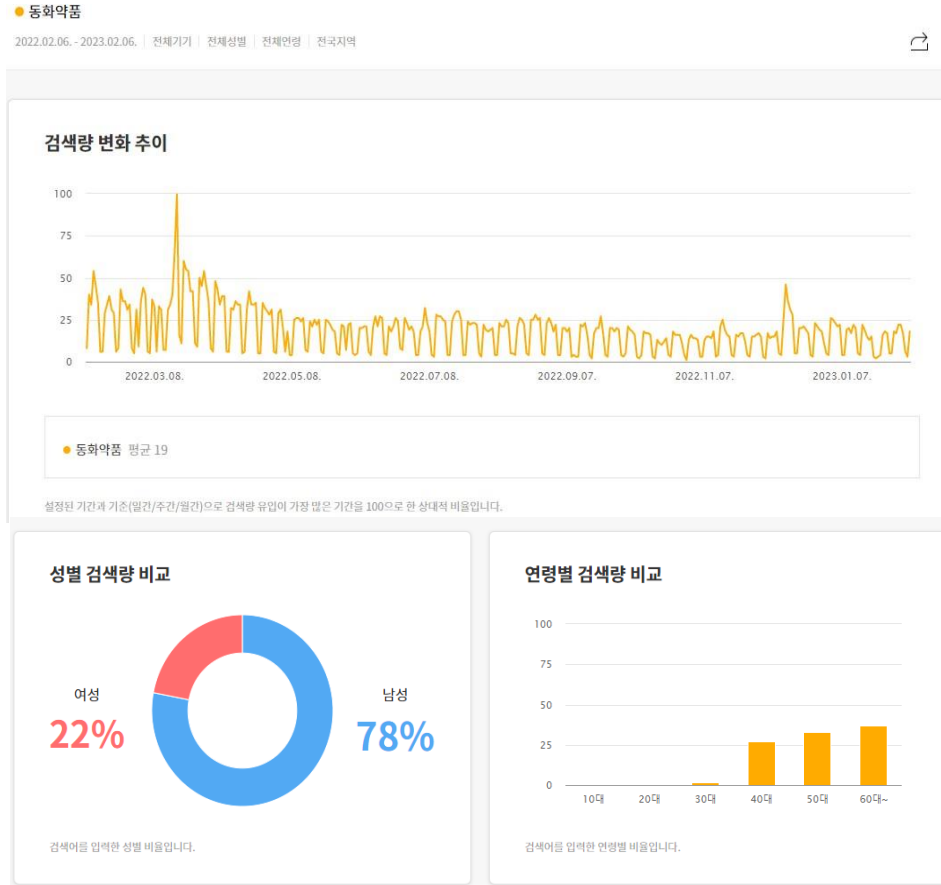 동화약품
2022.02.06. - 2023.02.06. 전체기기 전체성별 전체연령 전국지역
검색량 변화 추이
100
75
50
25
0
2022.03.08. 2022.05.08. 2022.07.08. 2022.09.07. 2022.11.07. 2023.01.07.
동화약품 평균 19
설정된 기간과 기준(일간/주간/월간)으로 검색량 유입이 가장 많은 기간을 100으로 한 상대적 비율입니다.
성별 검색량 비교
여성
22%
남성
78%
검색어를 입력한 성별 비율입니다.
연령별 검색량 비교
100
75
50
25
0
10대 20대 30대 40대 50대 60대~
검색어를 입력한 연령별 비율입니다.